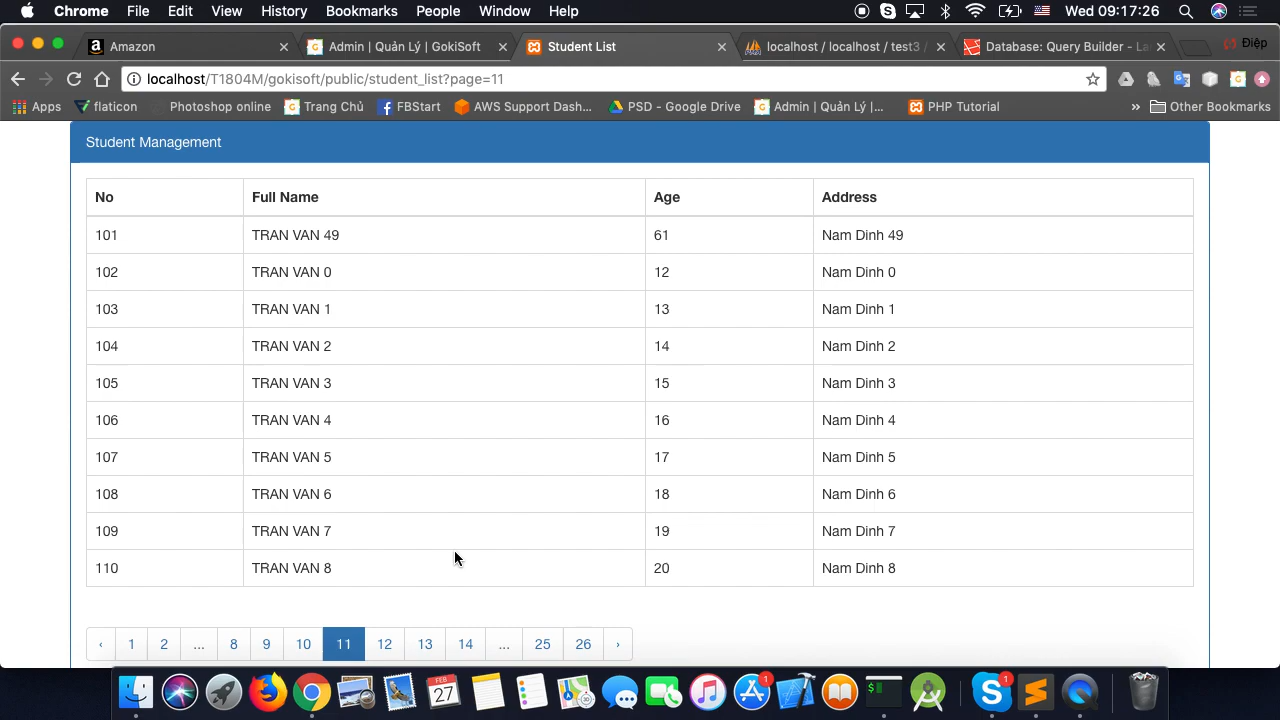 Chrome File Edit View History Bookmarks People Window Help Wed 09:17:26
Amazon Admin | Quản Lý | GokiSoft Student List localhost / localhost / test3 / Database: Query Builder - La Điệp
localhost/T1804M/gokisoft/public/student_list?page=11
Apps flaticon Photoshop online Trang Chủ FBStart AWS Support Dash... PSD - Google Drive Admin | Quản Lý |... PHP Tutorial » Other Bookmarks
Student Management
No Full Name Age Address
101 TRAN VAN 49 61 Nam Dinh 49
102 TRAN VAN 0 12 Nam Dinh 0
103 TRAN VAN 1 13 Nam Dinh 1
104 TRAN VAN 2 14 Nam Dinh 2
105 TRAN VAN 3 15 Nam Dinh 3
106 TRAN VAN 4 16 Nam Dinh 4
107 TRAN VAN 5 17 Nam Dinh 5
108 TRAN VAN 6 18 Nam Dinh 6
109 TRAN VAN 7 19 Nam Dinh 7
110 TRAN VAN 8 20 Nam Dinh 8
‹ 1 2 ... 8 9 10 11 12 13 14 ... 25 26 ›
FEB
27 1 1